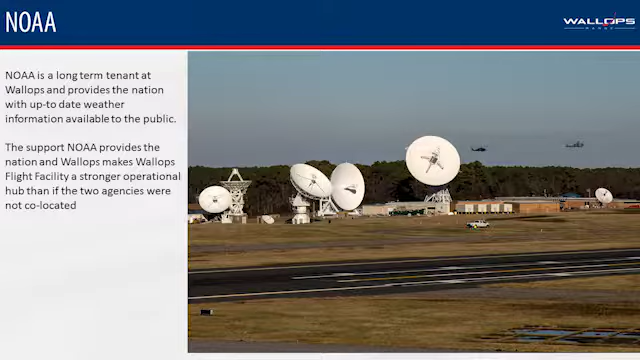 NOAA
WALLOPS
RANGE
NOAA is a long term tenant at
Wallops and provides the nation
with up-to date weather
information available to the public.
The support NOAA provides the
nation and Wallops makes Wallops
Flight Facility a stronger operational
hub than if the two agencies were
not co-located